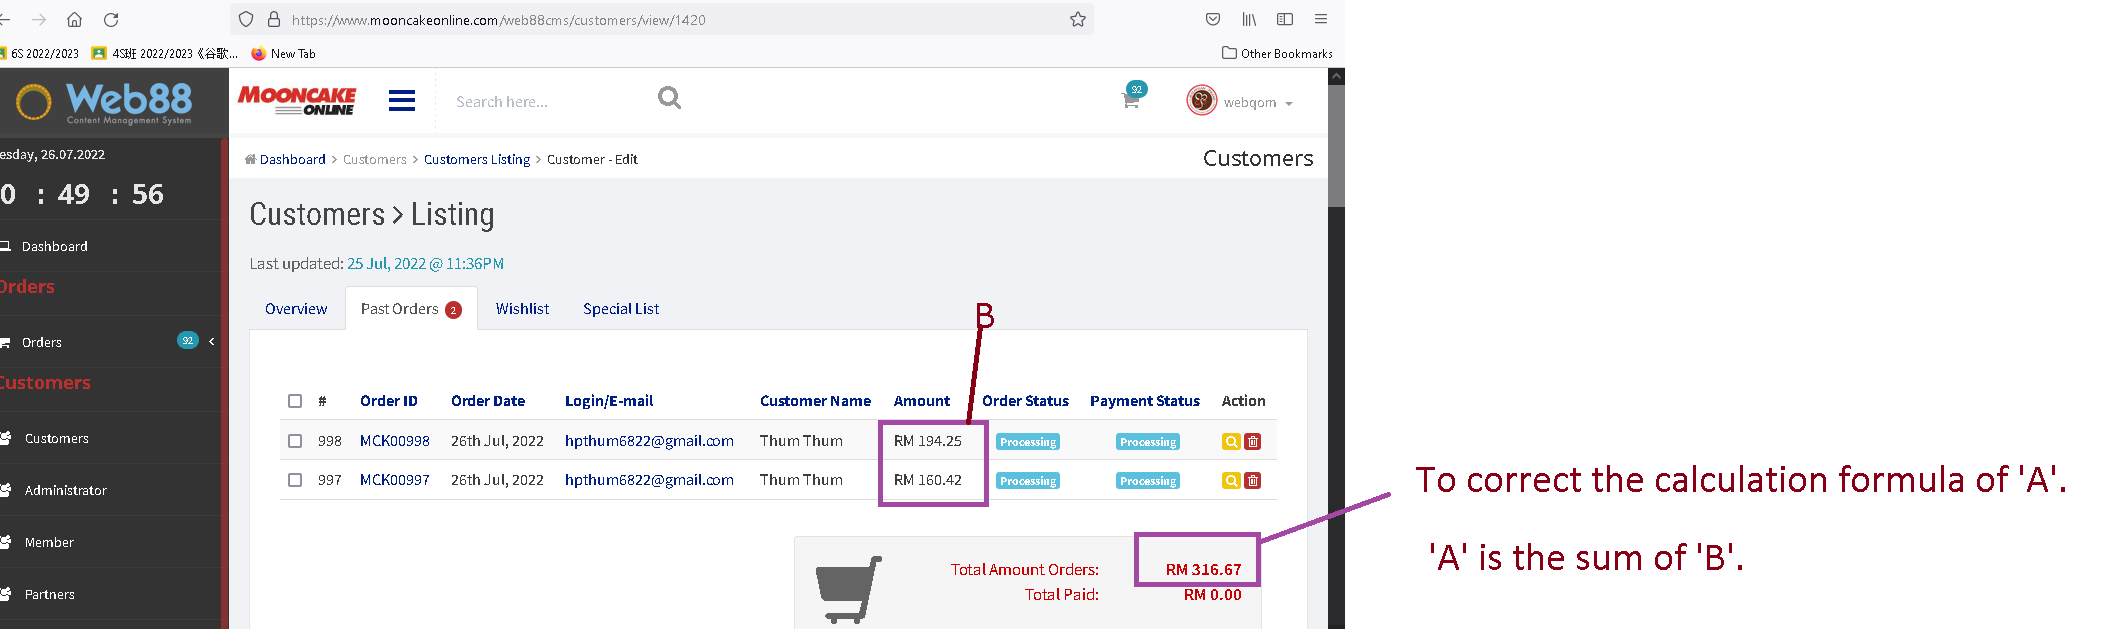 https://www.mooncakeonline.com/web88cms/customers/view/1420
6S 2022/2023 4S班 2022/2023《谷歌... New Tab Other Bookmarks
Web88
Content Management System
MOONCAKE
ONLINE
Search here...
92
webqom
esday, 26.07.2022
Dashboard > Customers > Customers Listing > Customer - Edit
Customers
0 : 49 : 56
Customers > Listing
Dashboard
Last updated: 25 Jul, 2022 @ 11:36PM
Orders
Overview Past Orders 2 Wishlist Special List
B
Orders 92
Customers
# Order ID Order Date Login/E-mail Customer Name Amount Order Status Payment Status Action
998 MCK00998 26th Jul, 2022 hpthum6822@gmail.com Thum Thum RM 194.25 Processing Processing
997 MCK00997 26th Jul, 2022 hpthum6822@gmail.com Thum Thum RM 160.42 Processing Processing
Customers
Administrator
Member
Partners
Total Amount Orders: RM 316.67
Total Paid: RM 0.00
To correct the calculation formula of 'A'.
'A' is the sum of 'B'.